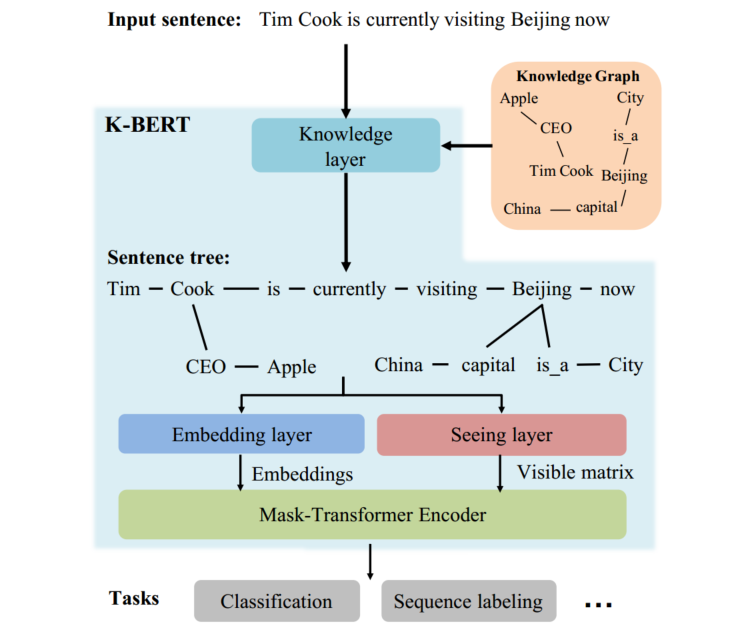 Input sentence: Tim Cook is currently visiting Beijing now
Knowledge Graph
Apple
City
CEO
is_a
Tim Cook
Beijing
China
capital
K-BERT
Knowledge
layer
Sentence tree:
Tim — Cook — is — currently — visiting — Beijing — now
CEO — Apple
China — capital
is_a — City
Embedding layer
Seeing layer
Embeddings
Visible matrix
Mask-Transformer Encoder
Tasks
Classification
Sequence labeling
...